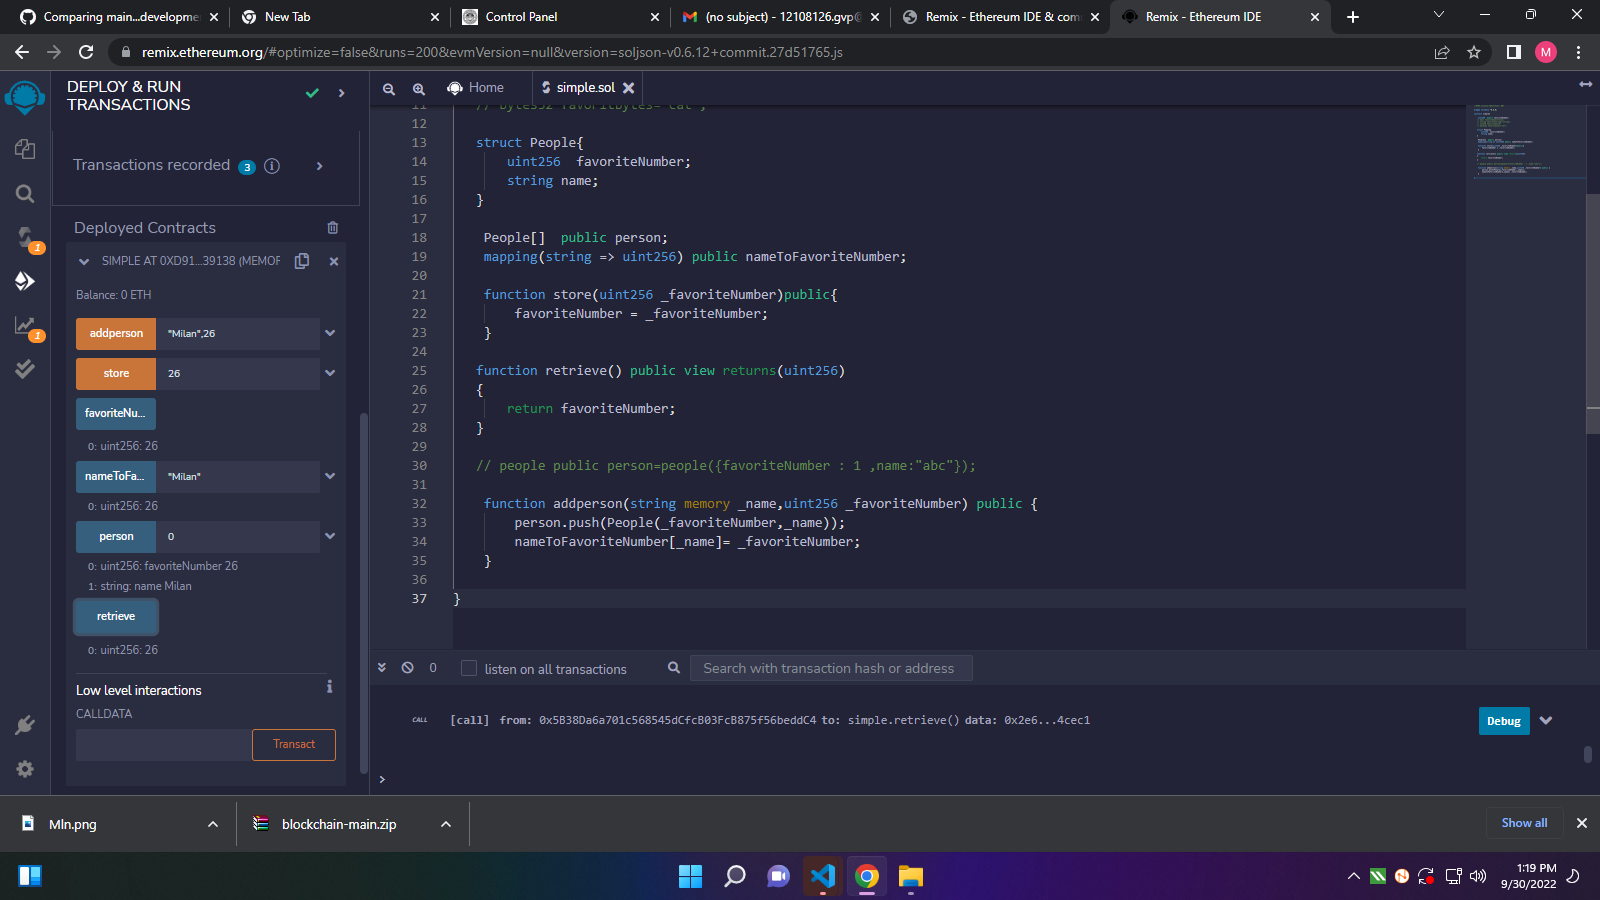 Comparing main...developme
New Tab
Control Panel
(no subject) - 12108126.gvp@
Remix - Ethereum IDE & com
Remix - Ethereum IDE
remix.ethereum.org/#optimize=false&runs=200&evmVersion=null&version=soljson-v0.6.12+commit.27d51765.js
M
DEPLOY & RUN
TRANSACTIONS
Transactions recorded 3 i
Deployed Contracts
SIMPLE AT 0XD91...39138 (MEMOR
Balance: 0 ETH
addperson "Milan",26
store 26
favoriteNu...
0: uint256: 26
nameToFa... "Milan"
0: uint256: 26
person 0
0: uint256: favoriteNumber 26
1: string: name Milan
retrieve
0: uint256: 26
Low level interactions i
CALLDATA
Transact
1
1
Home
simple.sol
11 // bytes32 favoritBytes="cat";
12
13 struct People{
14 uint256  favoriteNumber;
15 string name;
16 }
17
18 People[]  public person;
19 mapping(string => uint256) public nameToFavoriteNumber;
20
21 function store(uint256 _favoriteNumber)public{
22 favoriteNumber = _favoriteNumber;
23 }
24
25 function retrieve() public view returns(uint256)
26 {
27 return favoriteNumber;
28 }
29
30 // people public person=people({favoriteNumber : 1 ,name:"abc"});
31
32 function addperson(string memory _name,uint256 _favoriteNumber) public {
33 person.push(People(_favoriteNumber,_name));
34 nameToFavoriteNumber[_name]= _favoriteNumber;
35 }
36
37 }
0 listen on all transactions Search with transaction hash or address
CALL [call] from: 0x5B38Da6a701c568545dCfcB03FcB875f56beddC4 to: simple.retrieve() data: 0x2e6...4cec1 Debug
>
Mln.png
blockchain-main.zip
Show all
1:19 PM
9/30/2022